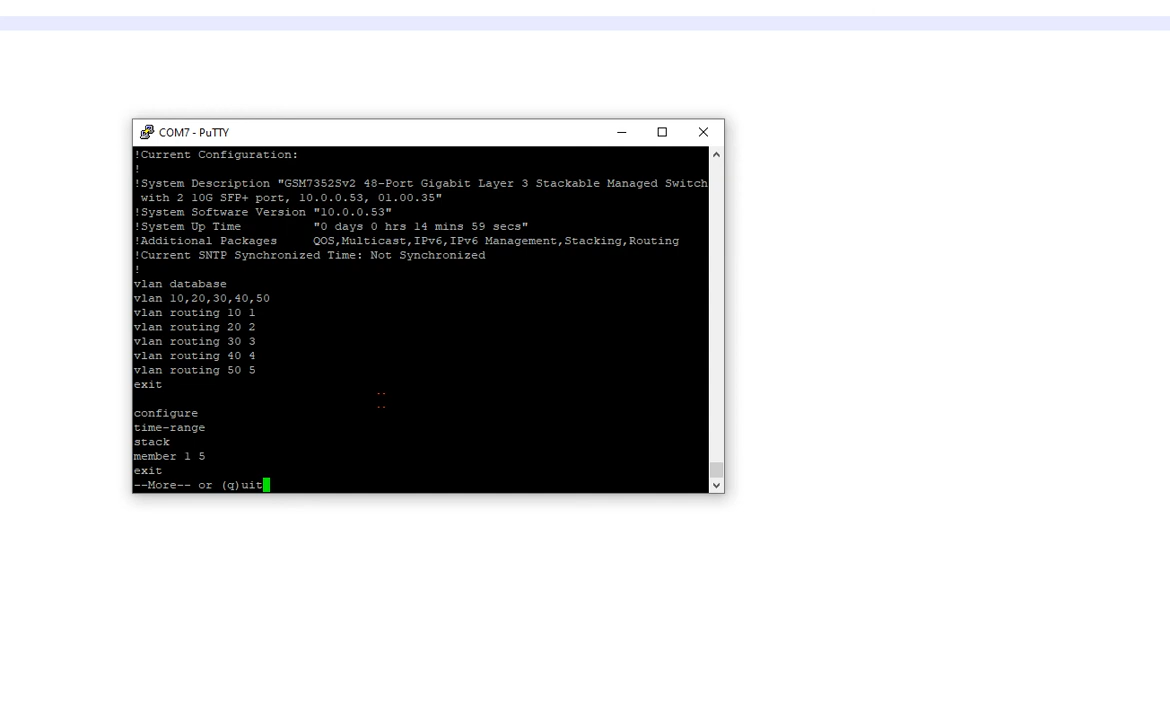 COM7 - PuTTY
!Current Configuration:
!
!System Description "GSM7352Sv2 48-Port Gigabit Layer 3 Stackable Managed Switch
 with 2 10G SFP+ port, 10.0.0.53, 01.00.35"
!System Software Version "10.0.0.53"
!System Up Time          "0 days 0 hrs 14 mins 59 secs"
!Additional Packages     QOS,Multicast,IPv6,IPv6 Management,Stacking,Routing
!Current SNTP Synchronized Time: Not Synchronized
!
vlan database
vlan 10,20,30,40,50
vlan routing 10 1
vlan routing 20 2
vlan routing 30 3
vlan routing 40 4
vlan routing 50 5
exit
configure
time-range
stack
member 1 5
exit
--More-- or (q)uit